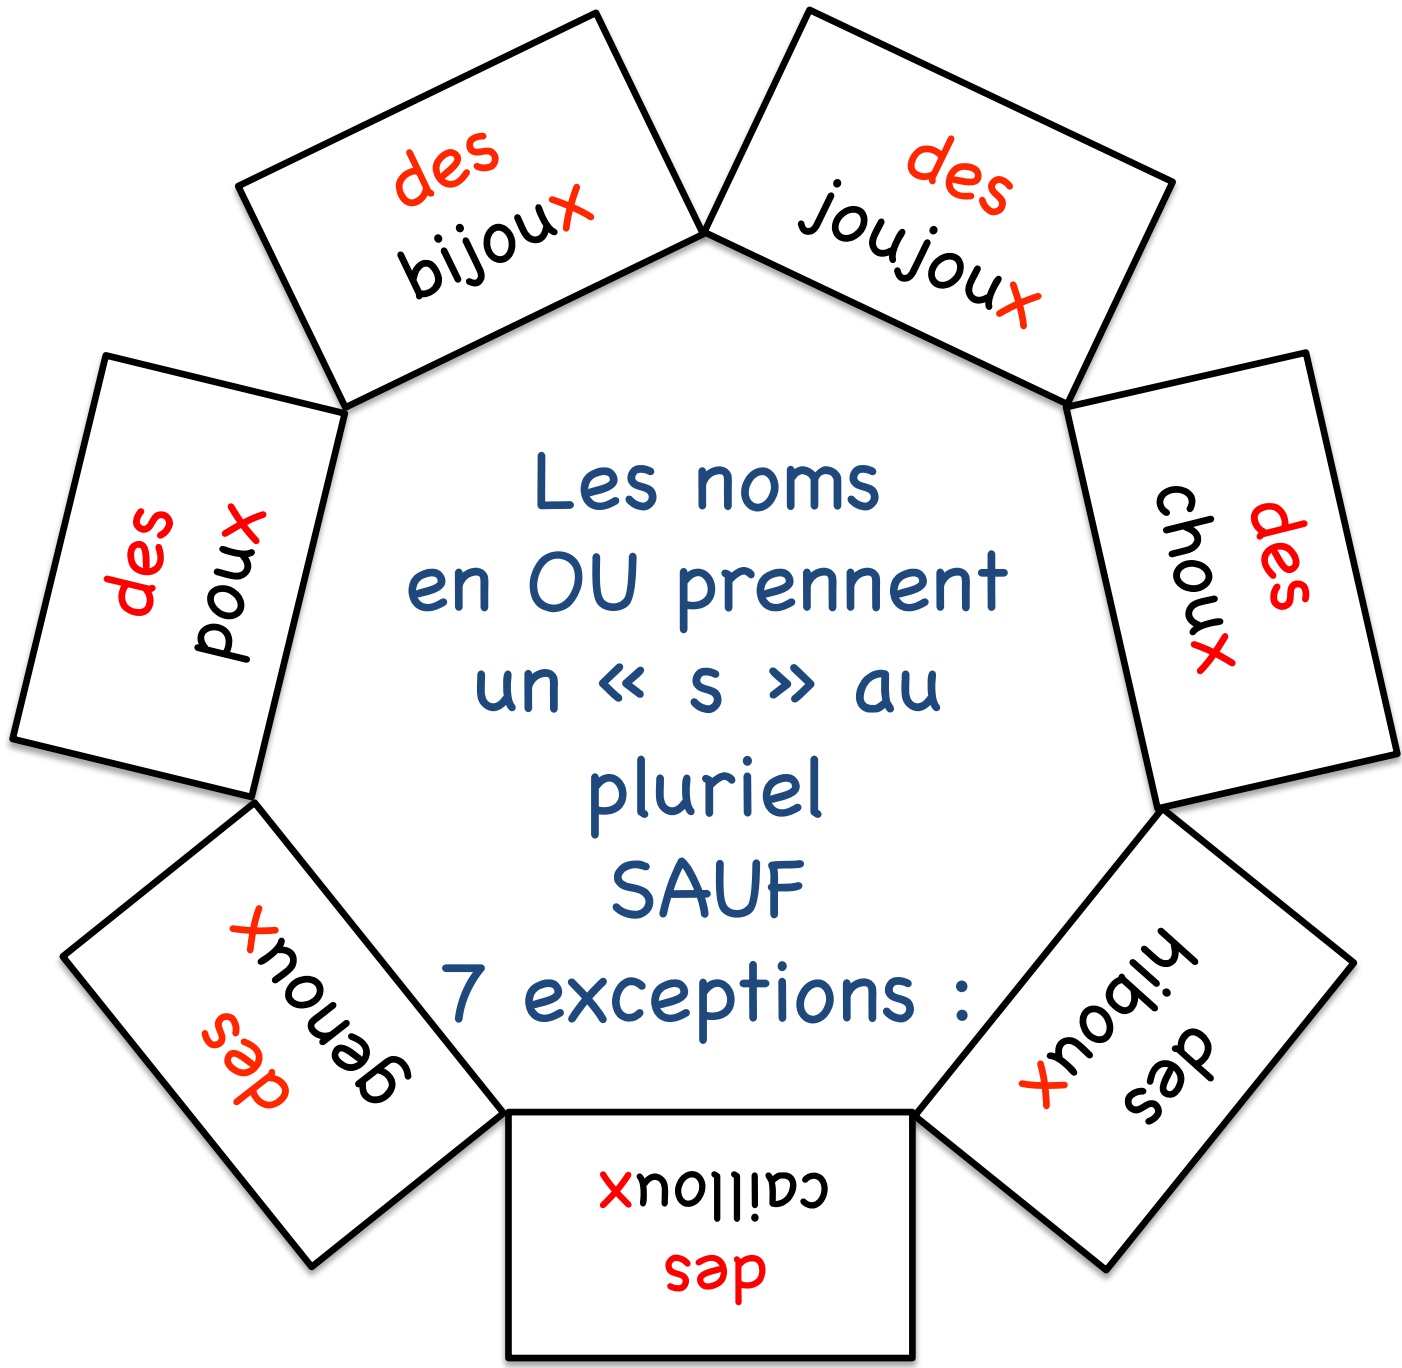 des
bijoux
des
joujoux
des
choux
des
hiboux
des
cailloux
des
genoux
des
poux
Les noms
en OU prennent
un « s » au
pluriel
SAUF
7 exceptions :